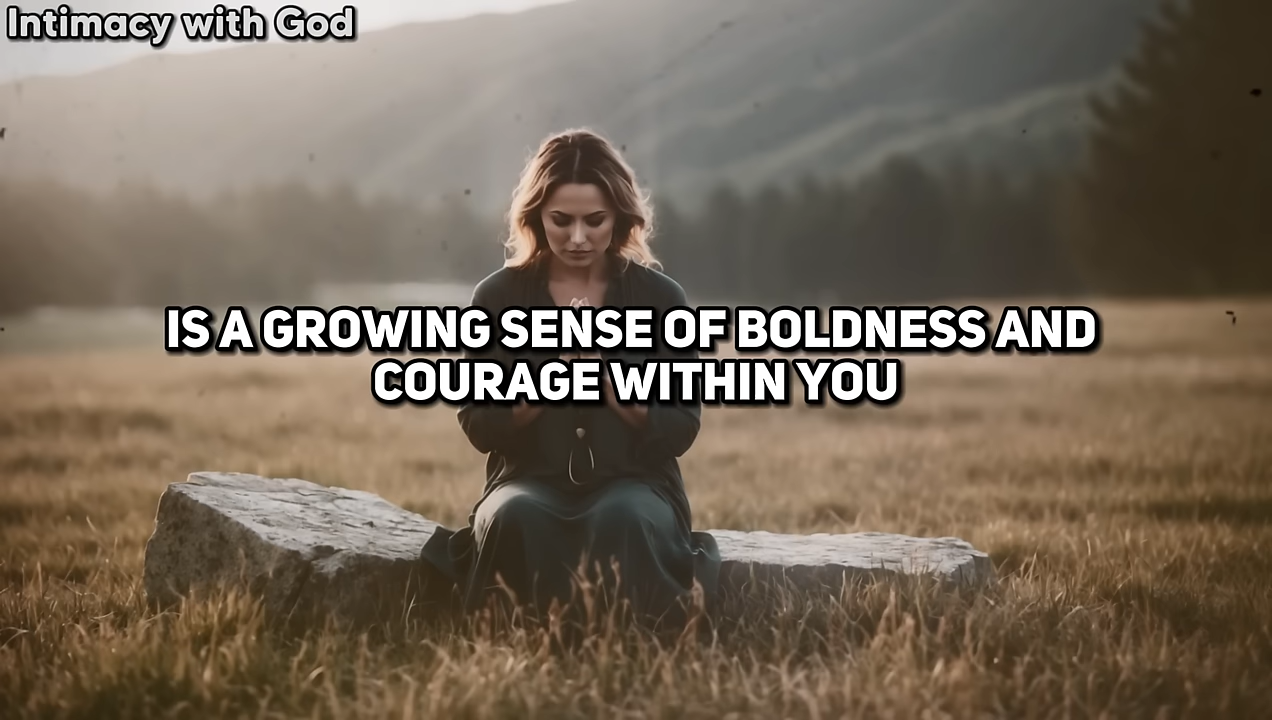 Intimacy with God
IS A GROWING SENSE OF BOLDNESS AND
COURAGE WITHIN YOU